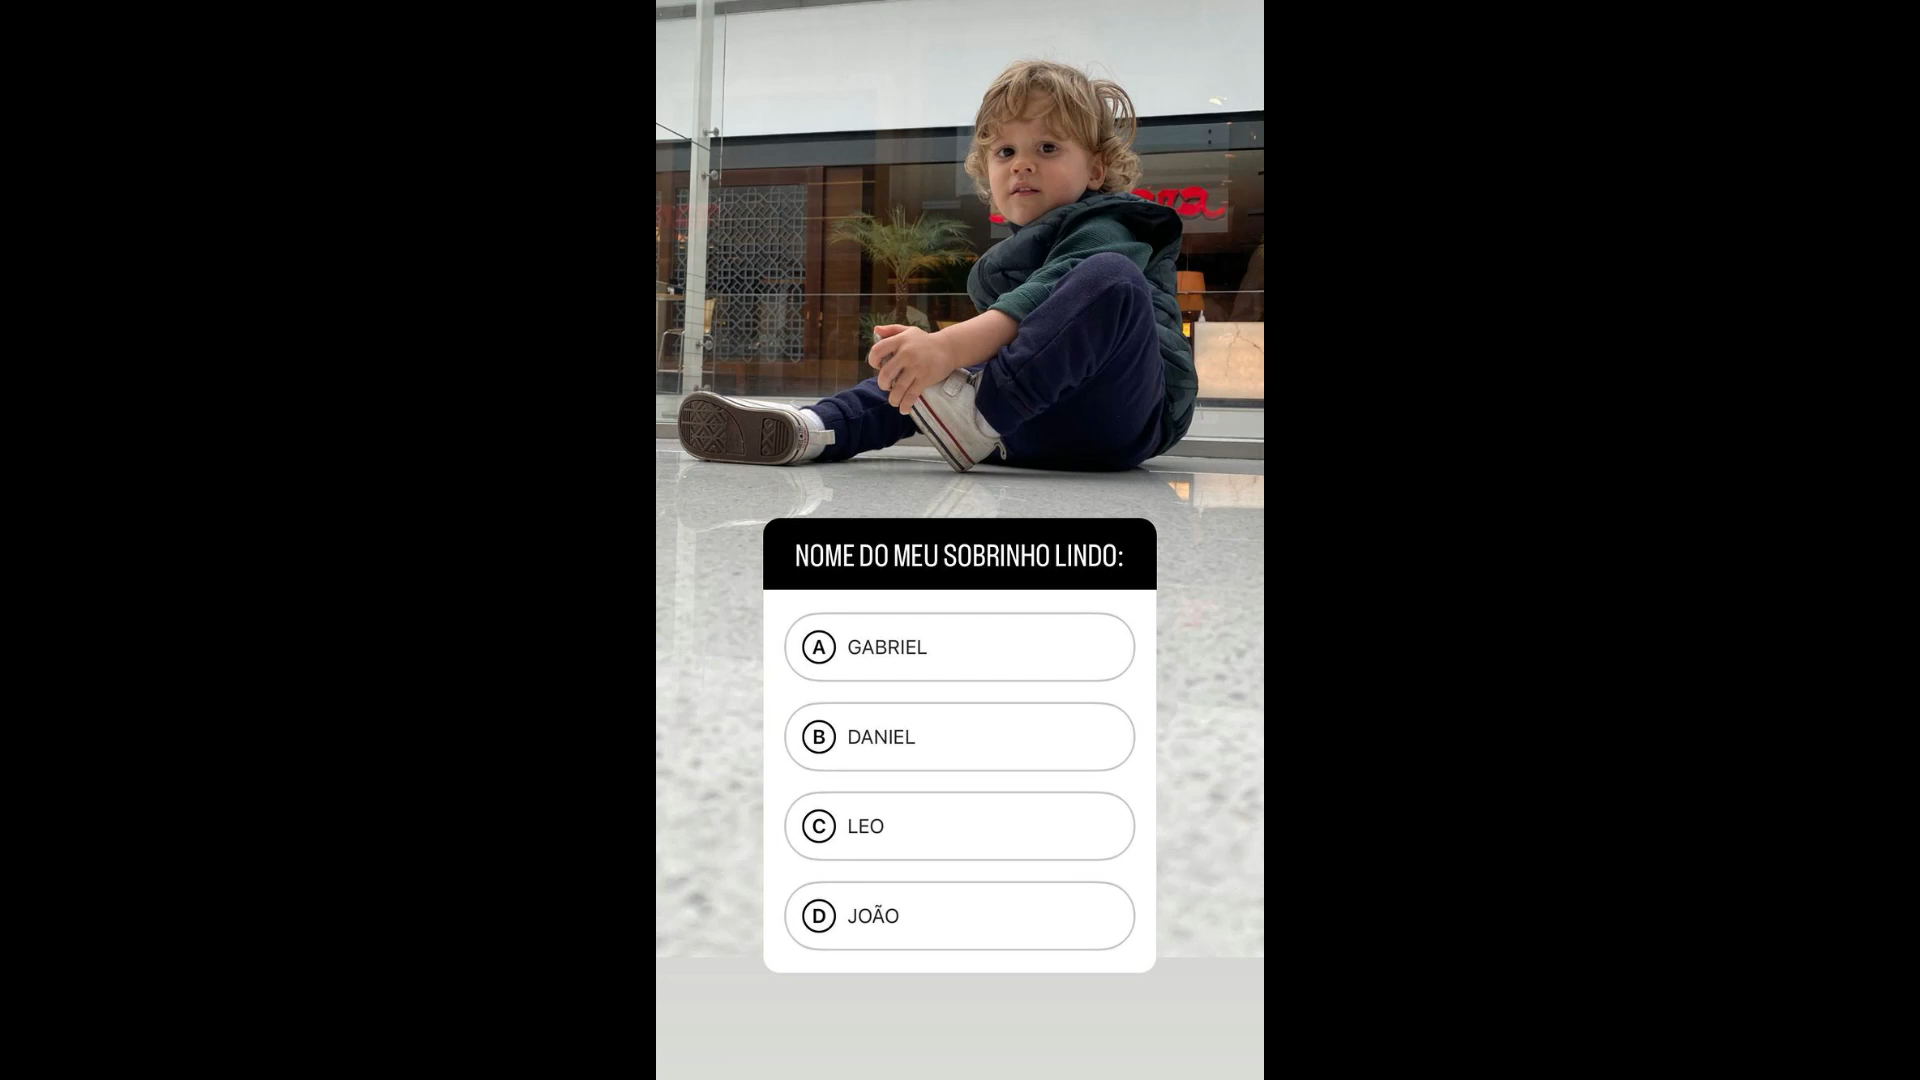 NOME DO MEU SOBRINHO LINDO:
A GABRIEL
B DANIEL
C LEO
D JOÃO